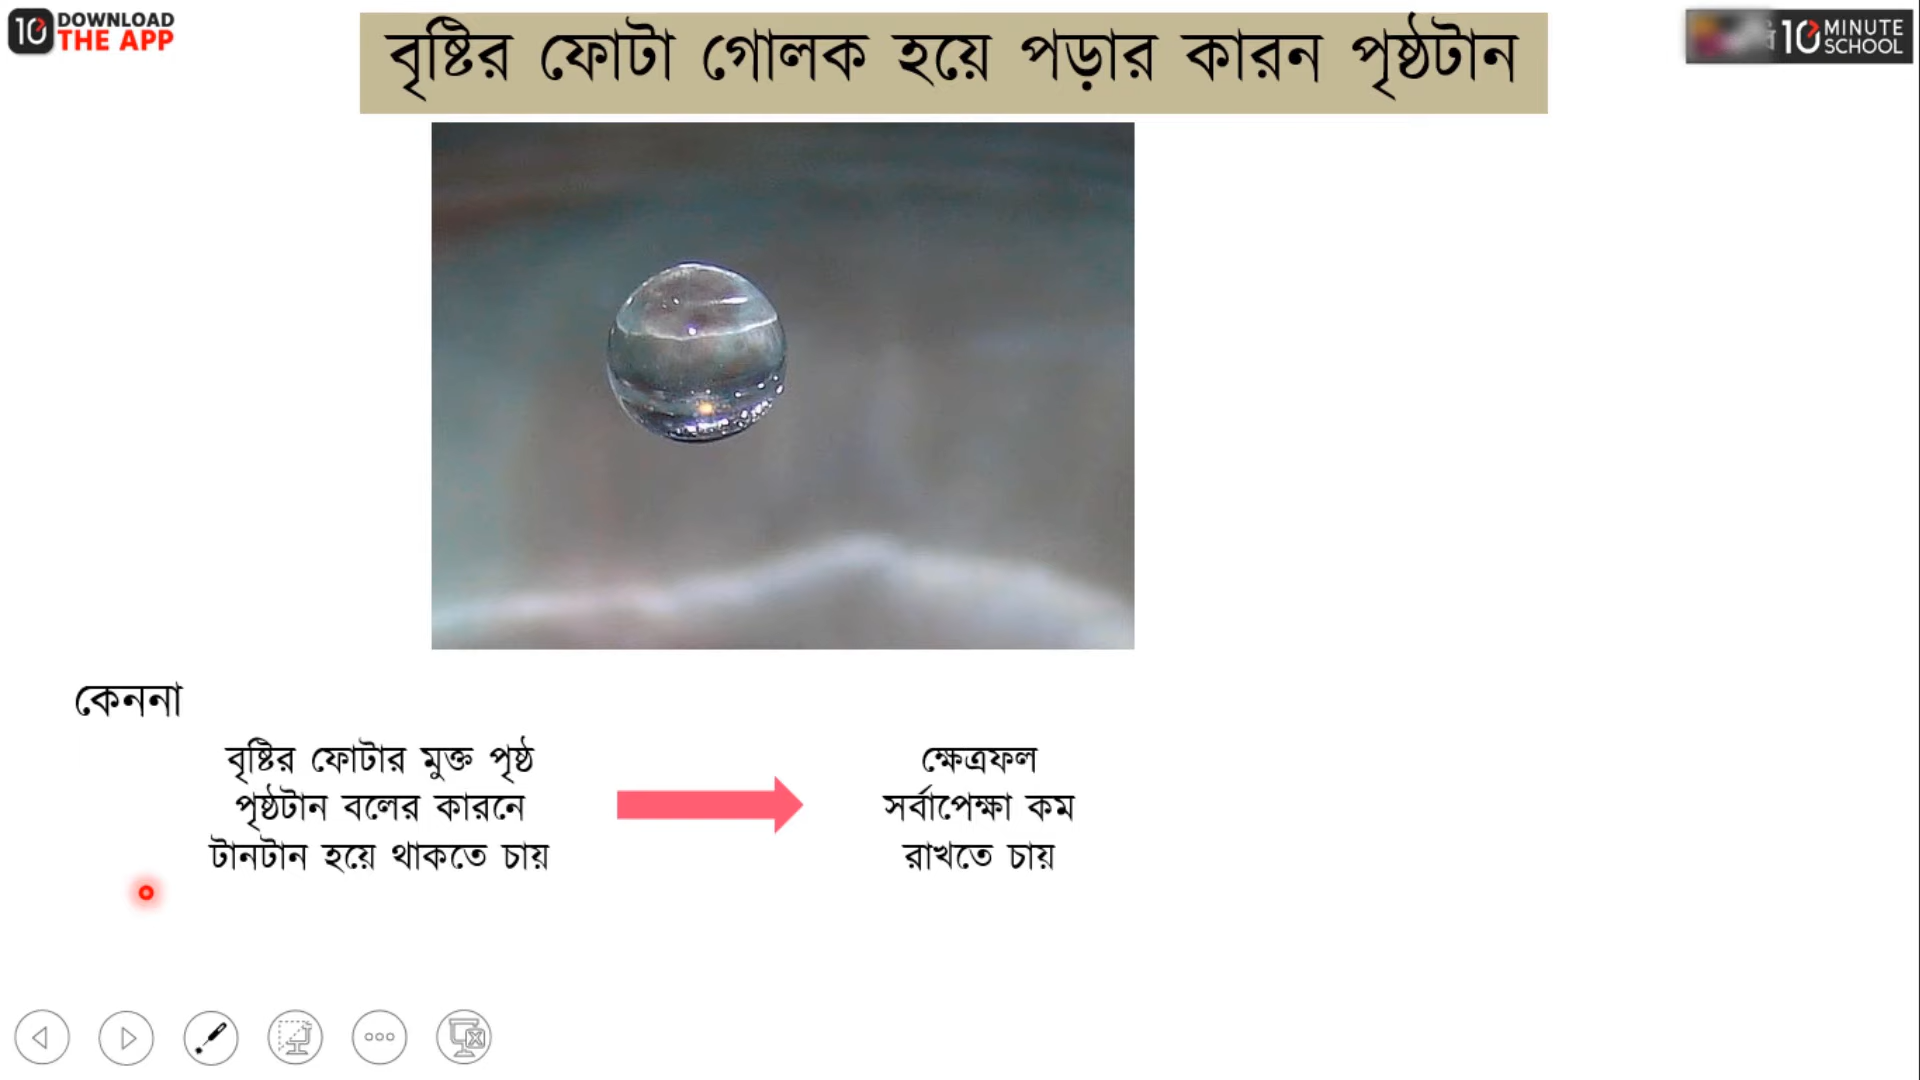 10 DOWNLOAD
THE APP
বৃষ্টির ফোটা গোলক হয়ে পড়ার কারন পৃষ্ঠটান
10 MINUTE
SCHOOL
কেননা
বৃষ্টির ফোটার মুক্ত পৃষ্ঠ
পৃষ্ঠটান বলের কারনে
টানটান হয়ে থাকতে চায়
ক্ষেত্রফল
সর্বাপেক্ষা কম
রাখতে চায়